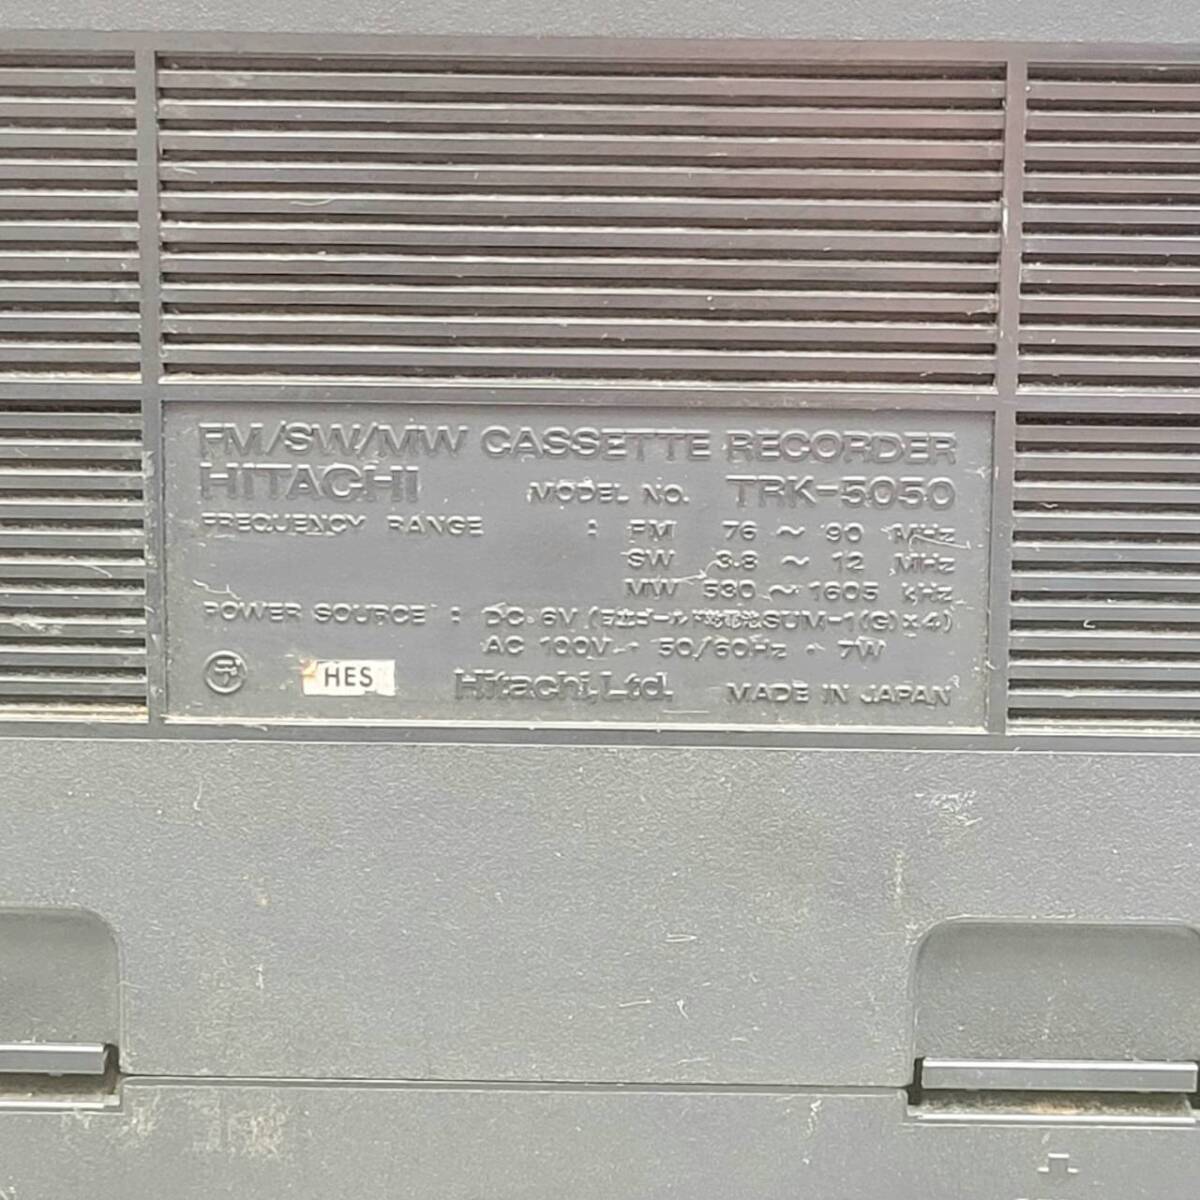 FM/SW/MW CASSETTE RECORDER
HITACHI MODEL NO. TRK-5050
FREQUENCY RANGE : FM 76 ~ 90 MHz
SW 3.8 ~ 12 MHz
MW 530 ~ 1605 kHz
POWER SOURCE : DC 6V (日立ゴールド乾電池SUM-1(G)×4)
AC 100V · 50/60Hz · 7W
HES Hitachi, Ltd. MADE IN JAPAN